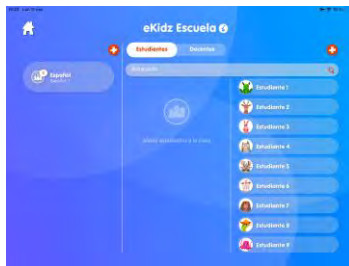 eKidz Escuela
Estudiantes
Docentes
Español
Estudiante 1
Estudiante 2
Estudiante 3
Estudiante 4
Estudiante 5
Estudiante 6
Estudiante 7
Estudiante 8
Estudiante 9